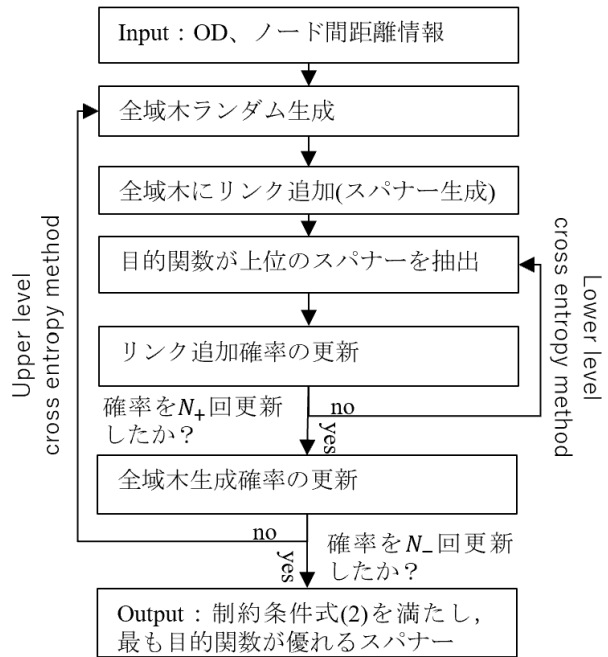 Input：OD、ノード間距離情報
全域木ランダム生成
全域木にリンク追加(スパナー生成)
目的関数が上位のスパナーを抽出
リンク追加確率の更新
確率をN₊回更新
したか？
no
yes
全域木生成確率の更新
no
yes
確率をN₋回更新
したか？
Output：制約条件式(2)を満たし，
最も目的関数が優れるスパナー
Upper level
cross entropy method
Lower level
cross entropy method